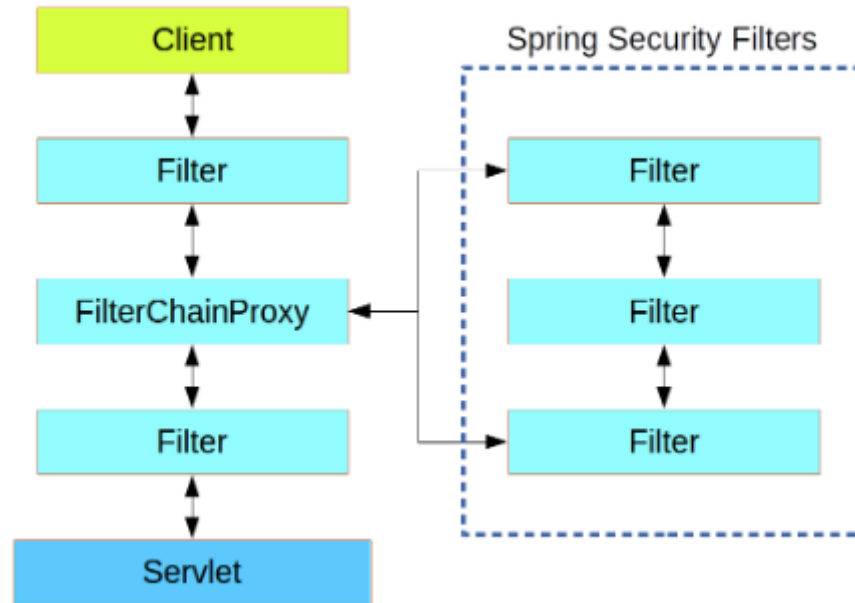 Client
Filter
FilterChainProxy
Filter
Servlet
Spring Security Filters
Filter
Filter
Filter